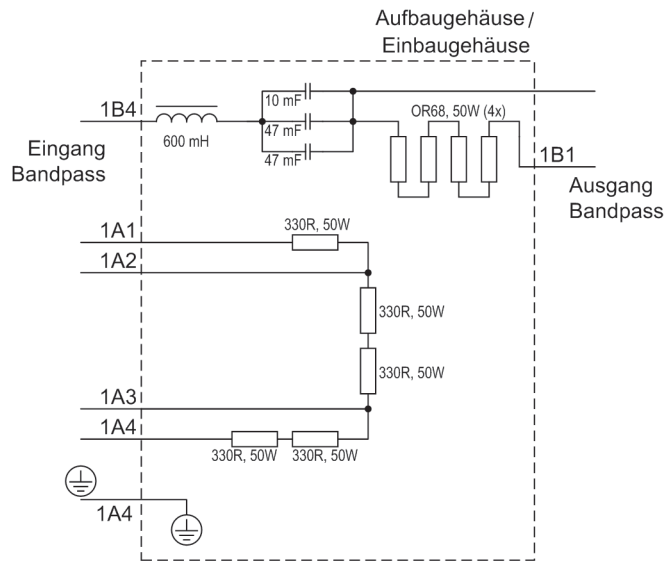 Aufbaugehäuse /
Einbaugehäuse
1B4
600 mH
10 mF
47 mF
47 mF
OR68, 50W (4x)
1B1
Eingang
Bandpass
Ausgang
Bandpass
1A1
330R, 50W
1A2
330R, 50W
330R, 50W
1A3
1A4
330R, 50W
330R, 50W
1A4